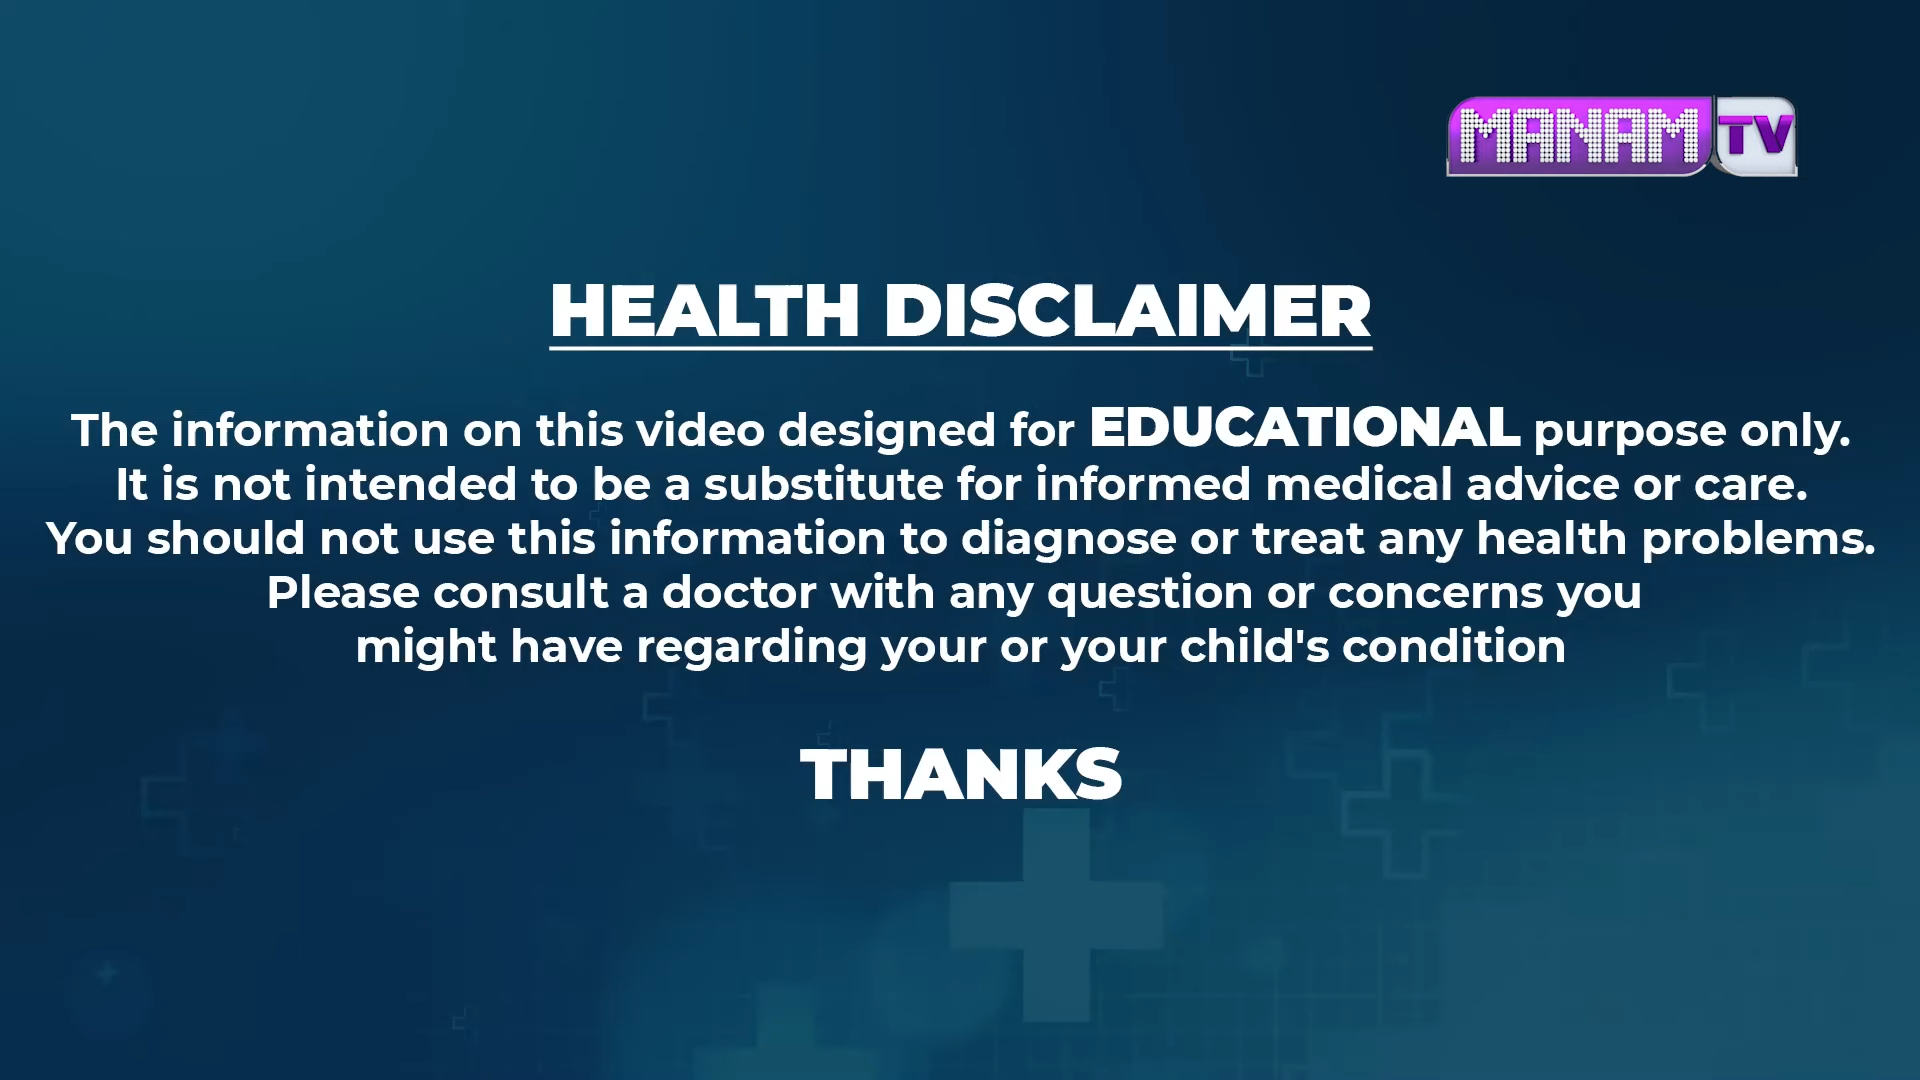 MANAM TV
HEALTH DISCLAIMER
The information on this video designed for EDUCATIONAL purpose only.
It is not intended to be a substitute for informed medical advice or care.
You should not use this information to diagnose or treat any health problems.
Please consult a doctor with any question or concerns you
might have regarding your or your child's condition
THANKS